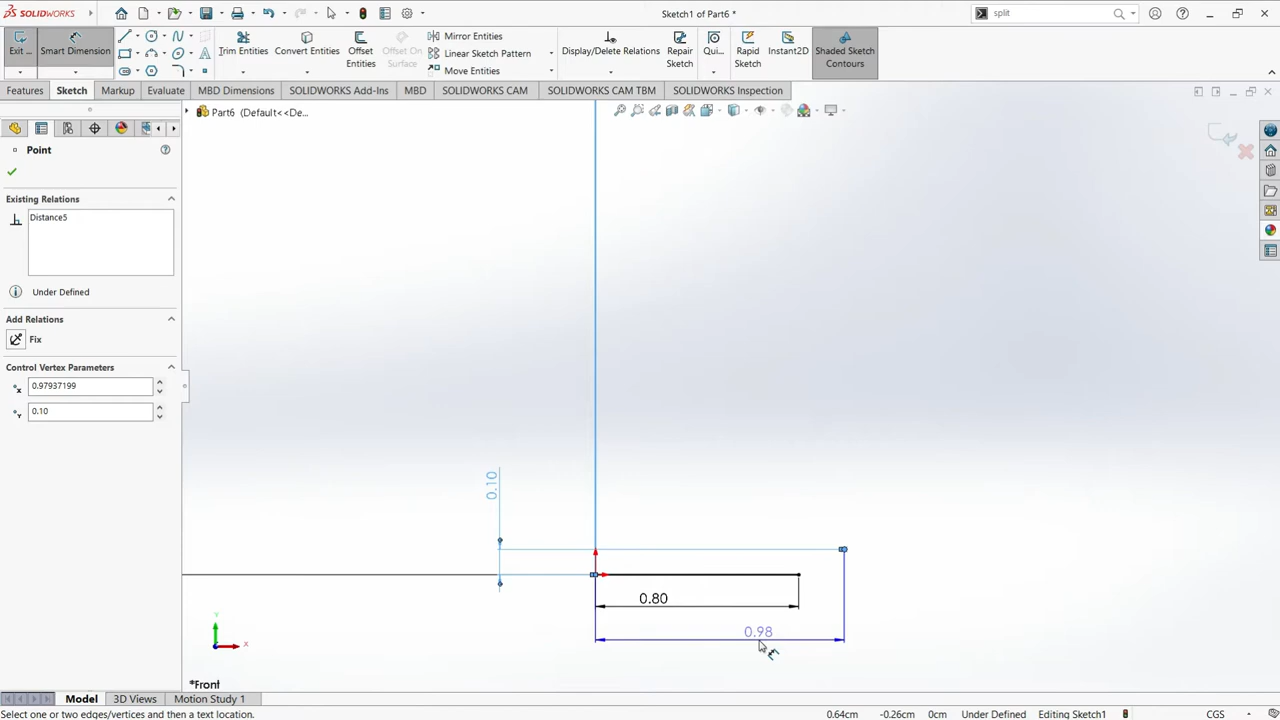 SOLIDWORKS
Sketch1 of Part6 *
split
Exit ...
Smart Dimension
Trim Entities
Convert Entities
Offset Entities
Offset On Surface
Mirror Entities
Linear Sketch Pattern
Move Entities
Display/Delete Relations
Repair Sketch
Qui...
Rapid Sketch
Instant2D
Shaded Sketch Contours
Features
Sketch
Markup
Evaluate
MBD Dimensions
SOLIDWORKS Add-Ins
MBD
SOLIDWORKS CAM
SOLIDWORKS CAM TBM
SOLIDWORKS Inspection
Part6 (Default<<De...
Point
Existing Relations
Distance5
Under Defined
Add Relations
Fix
Control Vertex Parameters
X
0.97937199
Y
0.10
0.10
0.80
0.98
Y
X
*Front
Model
3D Views
Motion Study 1
Select one or two edges/vertices and then a text location.
0.64cm
-0.26cm
0cm
Under Defined
Editing Sketch1
CGS